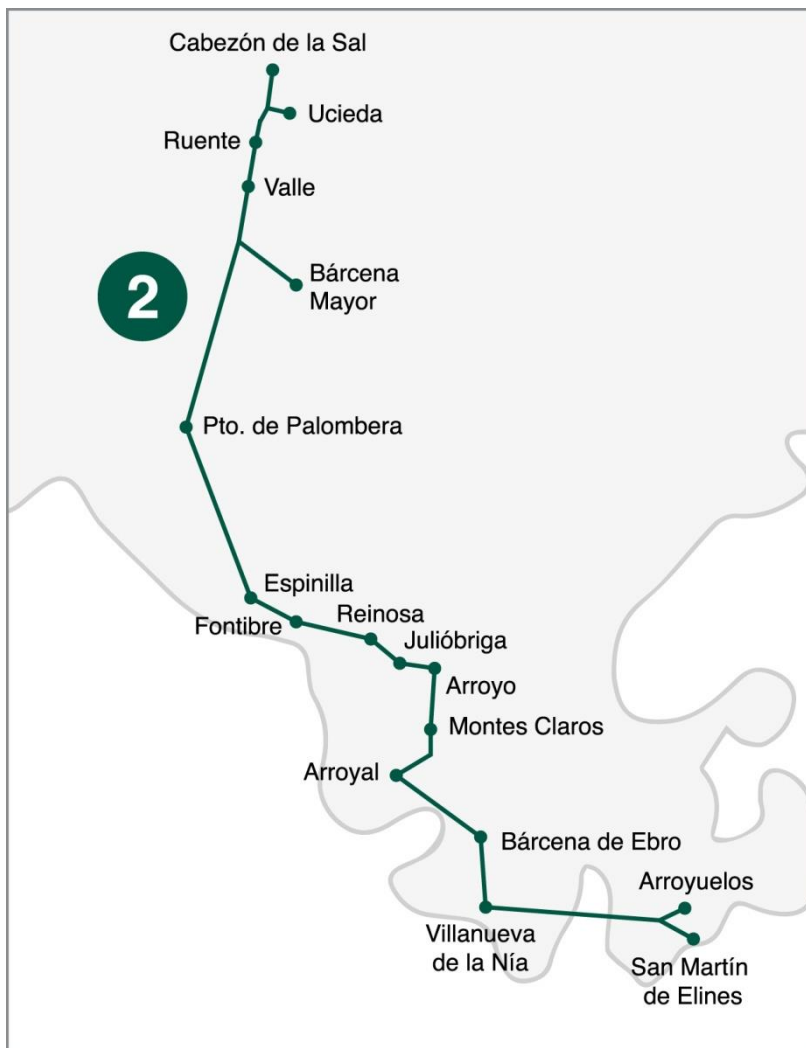 Cabezón de la Sal
Ucieda
Ruente
Valle
Bárcena
Mayor
2
Pto. de Palombera
Espinilla
Fontibre
Reinosa
Julióbriga
Arroyo
Montes Claros
Arroyal
Bárcena de Ebro
Arroyuelos
Villanueva
de la Nía
San Martín
de Elines